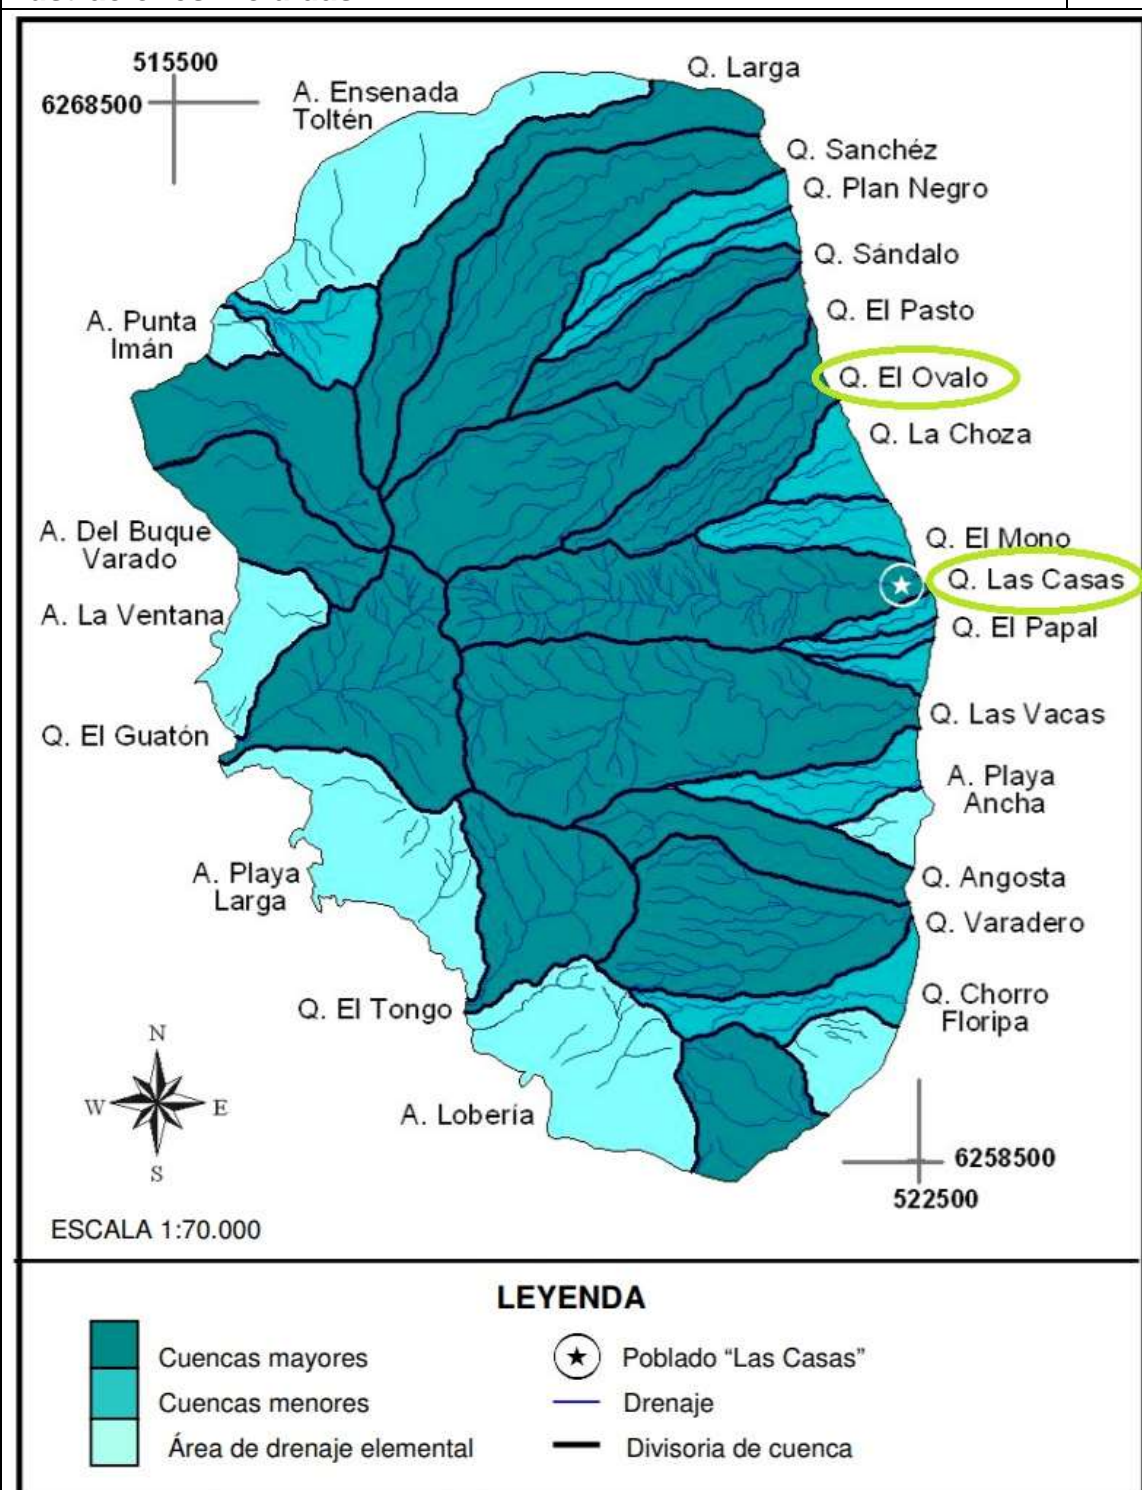 515500
6268500
Q. Larga
A. Ensenada
Toltén
Q. Sanchéz
Q. Plan Negro
Q. Sándalo
A. Punta
Imán
Q. El Pasto
Q. El Ovalo
Q. La Choza
A. Del Buque
Varado
Q. El Mono
Q. Las Casas
A. La Ventana
Q. El Papal
Q. El Guatón
Q. Las Vacas
A. Playa
Ancha
A. Playa
Larga
Q. Angosta
Q. Varadero
Q. El Tongo
Q. Chorro
Floripa
N
W
E
S
A. Lobería
6258500
522500
ESCALA 1:70.000
LEYENDA
Cuencas mayores
Poblado “Las Casas”
Cuencas menores
Drenaje
Área de drenaje elemental
Divisoria de cuenca